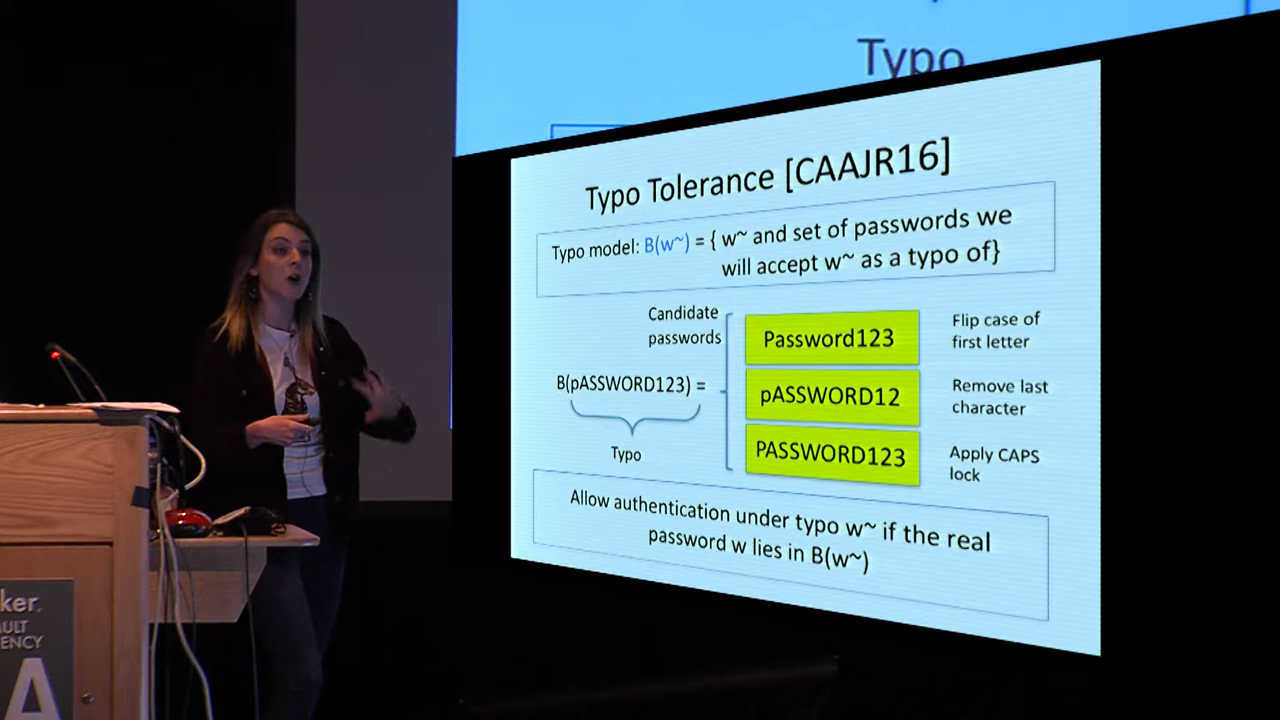 Typo
Typo Tolerance [CAAJR16]
Typo model: B(w~) = { w~ and set of passwords we
will accept w~ as a typo of}
Candidate
passwords
B(pASSWORD123) =
Typo
Password123
Flip case of
first letter
pASSWORD12
Remove last
character
PASSWORD123
Apply CAPS
lock
Allow authentication under typo w~ if the real
password w lies in B(w~)
ker.
AULT
ENCY
A